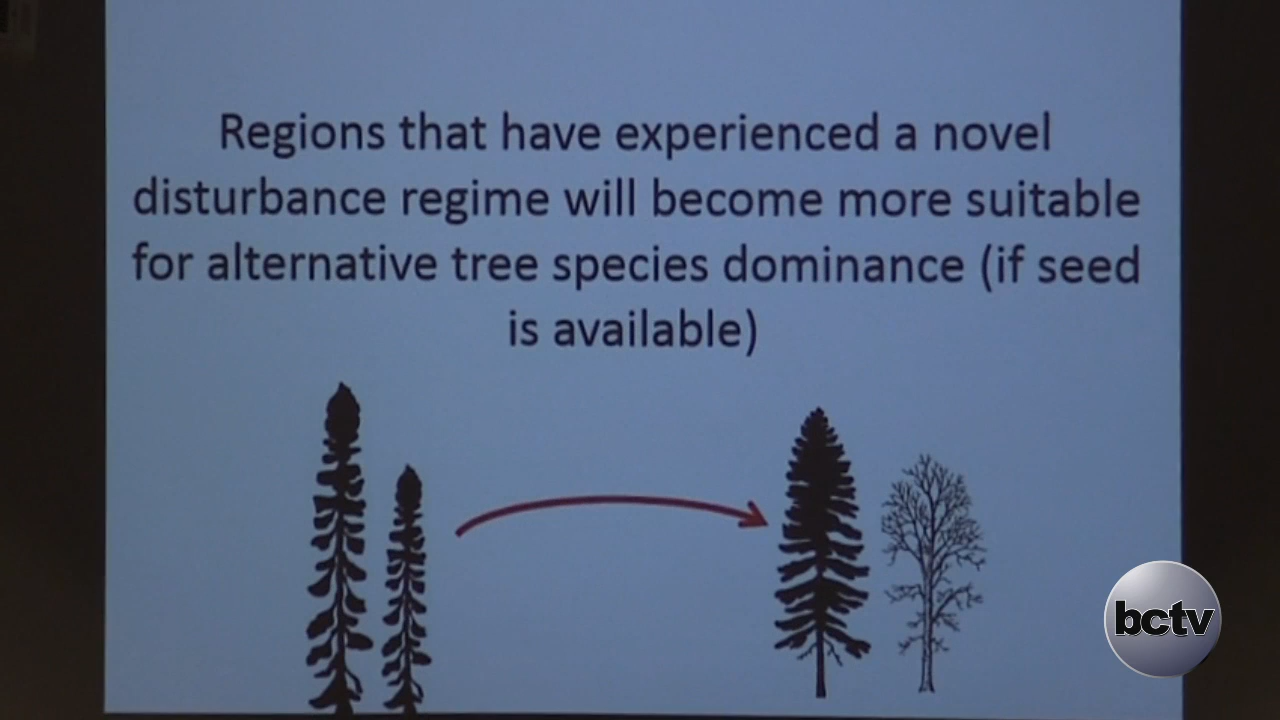 Regions that have experienced a novel
disturbance regime will become more suitable
for alternative tree species dominance (if seed
is available)
bctv